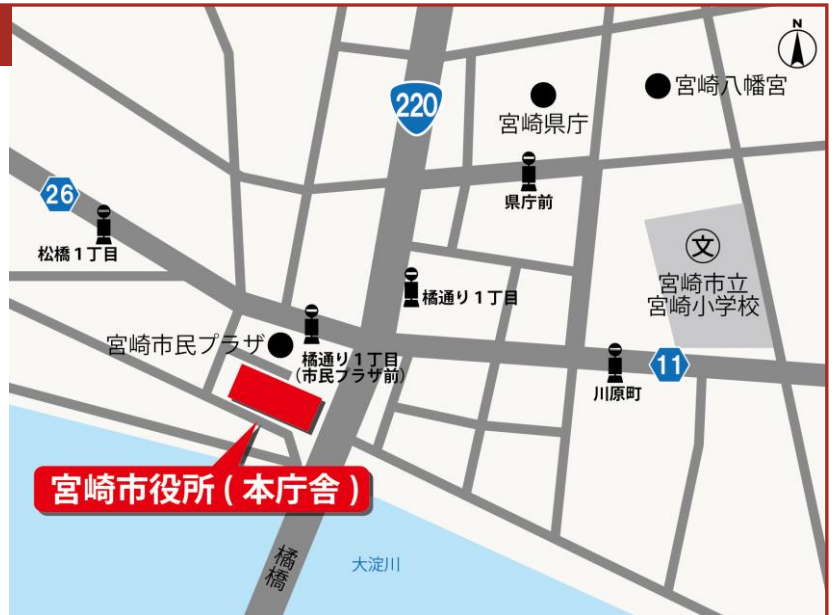 N
220
宮崎八幡宮
宮崎県庁
県庁前
26
松橋1丁目
文
宮崎市立
宮崎小学校
橘通り1丁目
宮崎市民プラザ
橘通り1丁目
(市民プラザ前)
11
川原町
宮崎市役所(本庁舎)
橘橋
大淀川